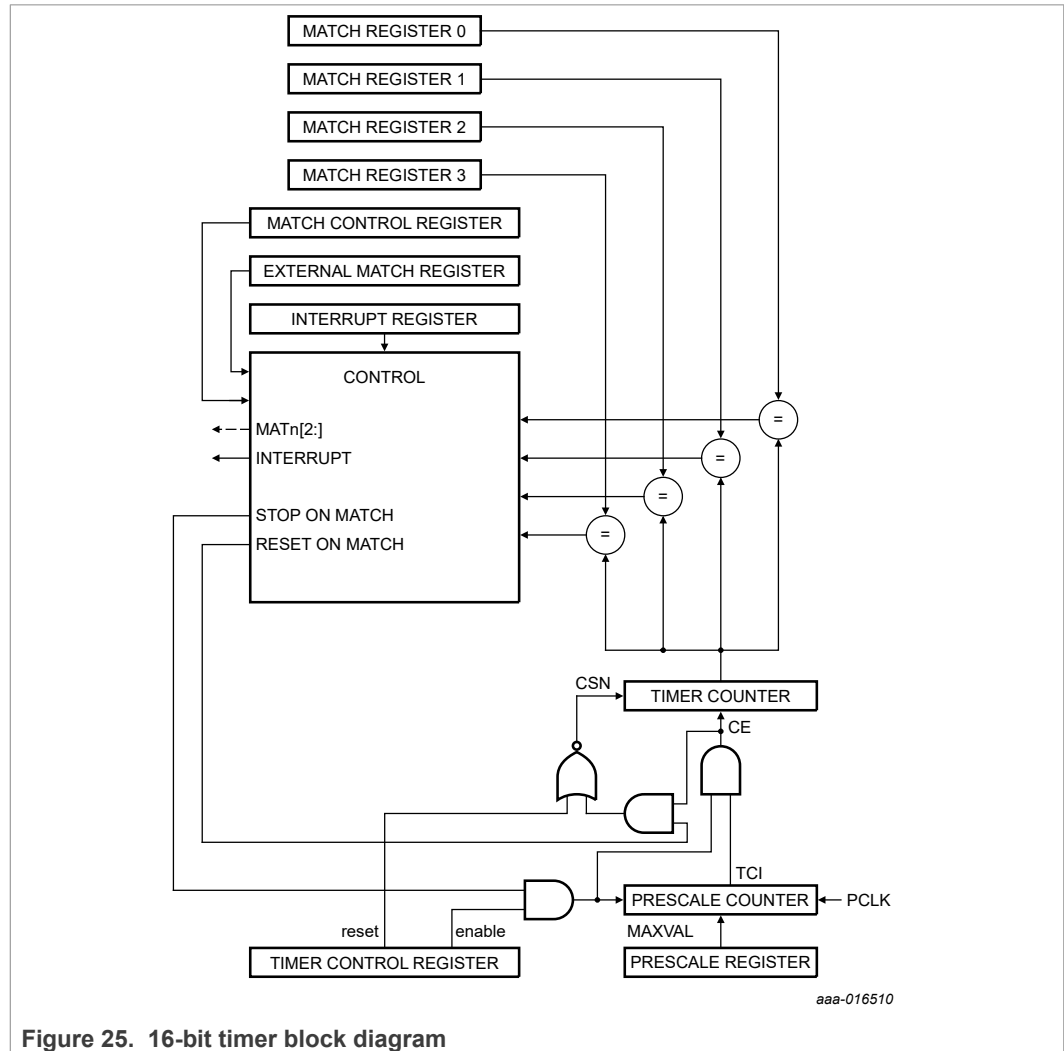 MATCH REGISTER 0
MATCH REGISTER 1
MATCH REGISTER 2
MATCH REGISTER 3
MATCH CONTROL REGISTER
EXTERNAL MATCH REGISTER
INTERRUPT REGISTER
CONTROL
=
MATn[2:]
=
INTERRUPT
=
STOP ON MATCH
=
RESET ON MATCH
CSN
TIMER COUNTER
CE
TCI
PRESCALE COUNTER
PCLK
reset
enable
MAXVAL
TIMER CONTROL REGISTER
PRESCALE REGISTER
aaa-016510
Figure 25. 16-bit timer block diagram